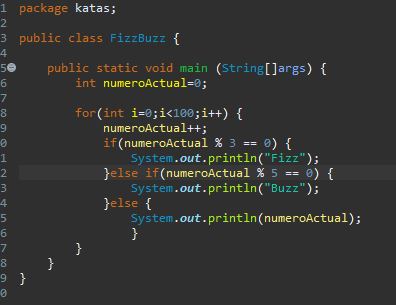 1 package katas;
2
3 public class FizzBuzz {
4
5 public static void main (String[]args) {
6 int numeroActual=0;
7
8 for(int i=0;i<100;i++) {
9 numeroActual++;
0 if(numeroActual % 3 == 0) {
1 System.out.println("Fizz");
2 }else if(numeroActual % 5 == 0) {
3 System.out.println("Buzz");
4 }else {
5 System.out.println(numeroActual);
6 }
7 }
8 }
9 }
0